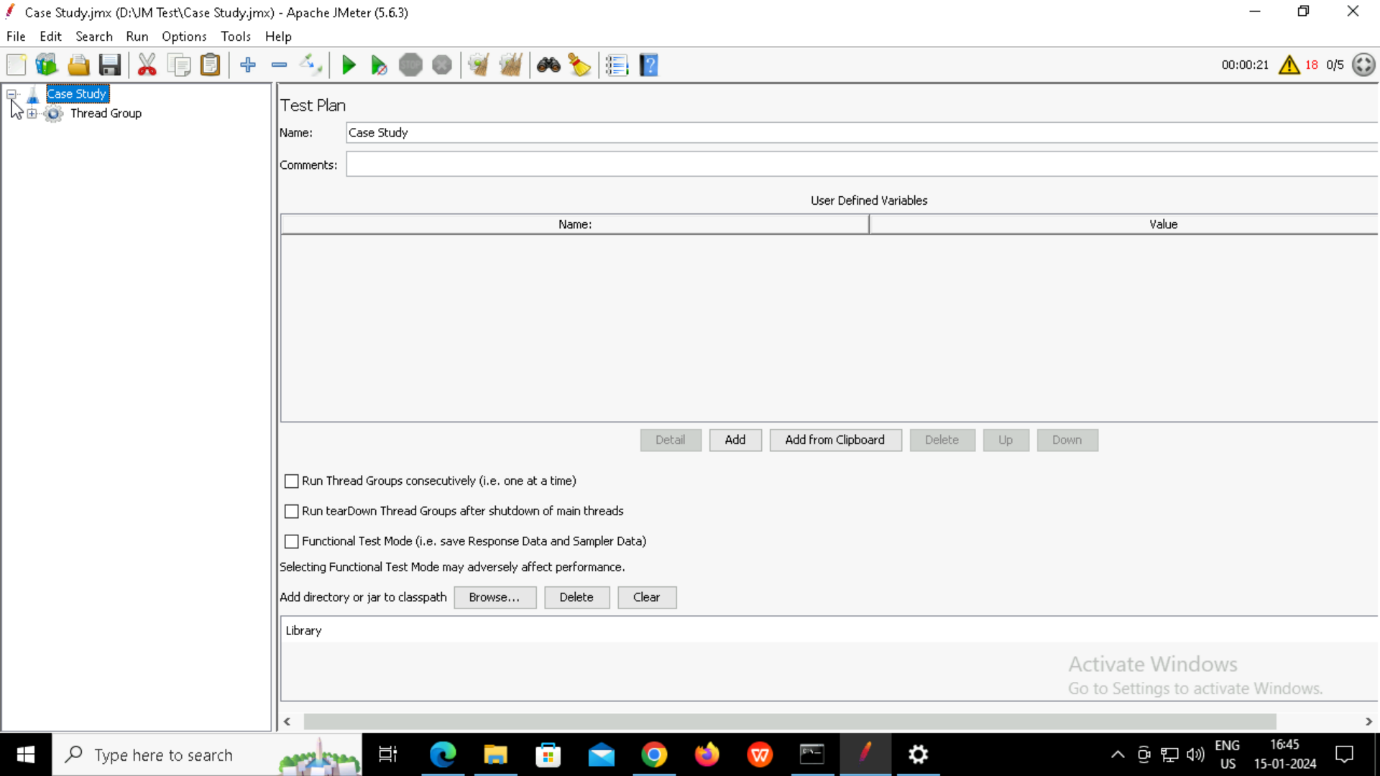 Case Study.jmx (D:\JM Test\Case Study.jmx) - Apache JMeter (5.6.3)
File Edit Search Run Options Tools Help
STOP
00:00:21 18 0/5
Case Study
Thread Group
Test Plan
Name: Case Study
Comments:
User Defined Variables
Name: Value
Detail Add Add from Clipboard Delete Up Down
Run Thread Groups consecutively (i.e. one at a time)
Run tearDown Thread Groups after shutdown of main threads
Functional Test Mode (i.e. save Response Data and Sampler Data)
Selecting Functional Test Mode may adversely affect performance.
Add directory or jar to classpath Browse... Delete Clear
Library
Activate Windows
Go to Settings to activate Windows.
Type here to search
ENG
US
16:45
15-01-2024